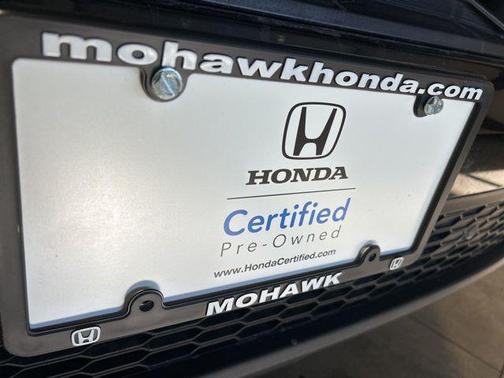 mohawkhonda.com
HONDA
Certified
Pre-Owned
www.HondaCertified.com
MOHAWK